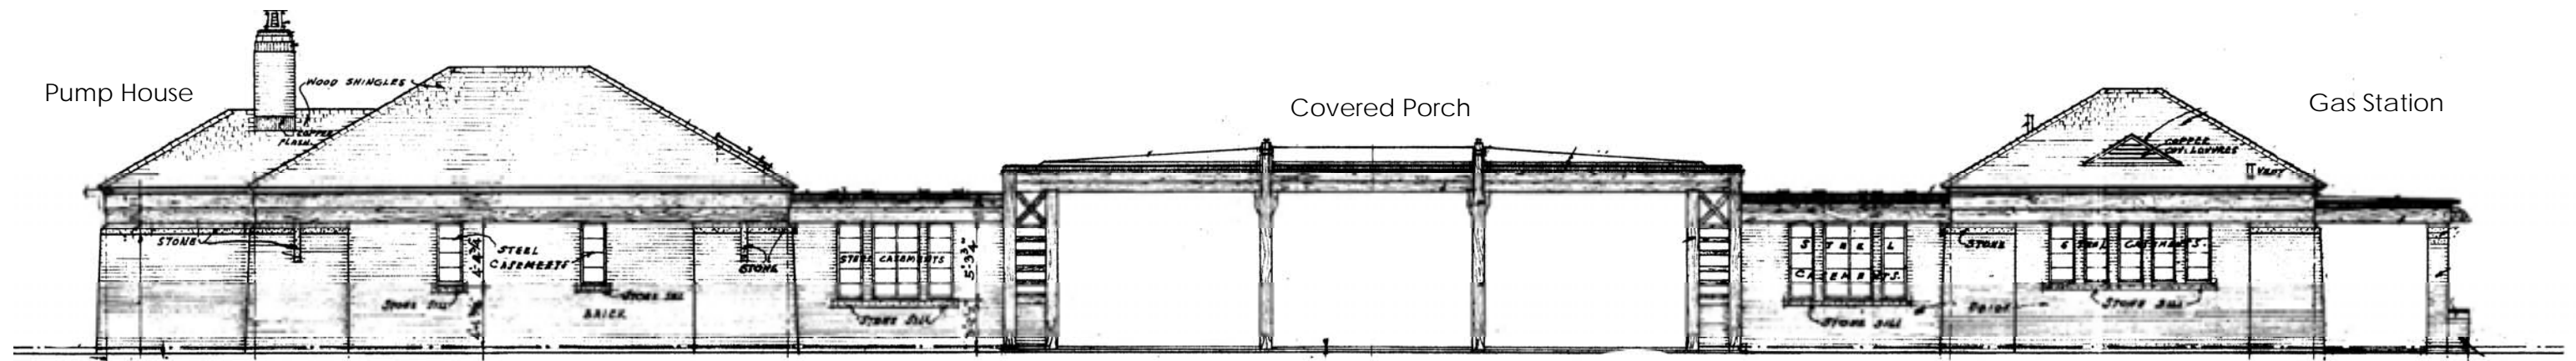 Pump House
Covered Porch
Gas Station
WOOD SHINGLES
COPPER
FLASH.
COPPER
LOUVRES
VENT
STONE
STEEL
CASEMENTS
STONE
STEEL CASEMENTS
5'-3¾"
STEEL
CASEMENTS.
STONE
STEEL CASEMENTS.
STONE SILL
STONE SILL
BRICK
STONE SILL
STONE SILL
STONE SILL